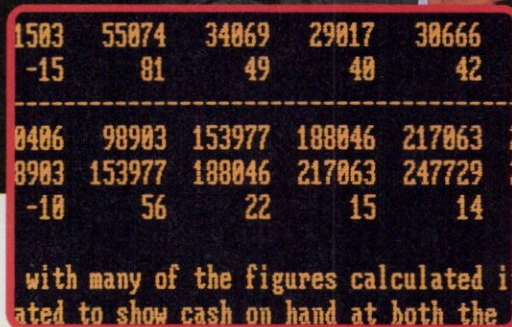 1503 55074 34069 29017 30666
-15 81 49 40 42
0406 98903 153977 188046 217063
8903 153977 188046 217063 247729
-10 56 22 15 14
with many of the figures calculated i
ated to show cash on hand at both the